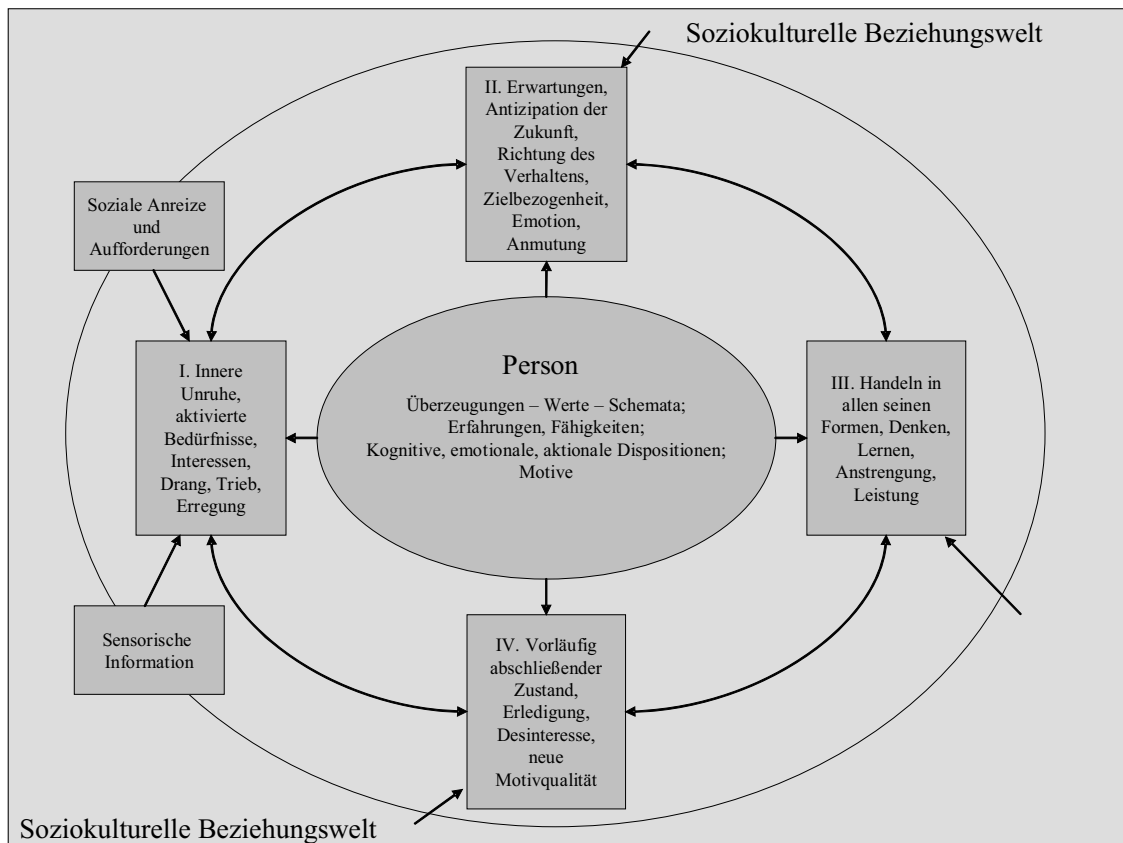 Soziokulturelle Beziehungswelt
II. Erwartungen,
Antizipation der
Zukunft,
Richtung des
Verhaltens,
Zielbezogenheit,
Emotion,
Anmutung
Soziale Anreize
und
Aufforderungen
I. Innere
Unruhe,
aktivierte
Bedürfnisse,
Interessen,
Drang, Trieb,
Erregung
Person
Überzeugungen – Werte – Schemata;
Erfahrungen, Fähigkeiten;
Kognitive, emotionale, aktionale Dispositionen;
Motive
III. Handeln in
allen seinen
Formen, Denken,
Lernen,
Anstrengung,
Leistung
Sensorische
Information
IV. Vorläufig
abschließender
Zustand,
Erledigung,
Desinteresse,
neue
Motivqualität
Soziokulturelle Beziehungswelt